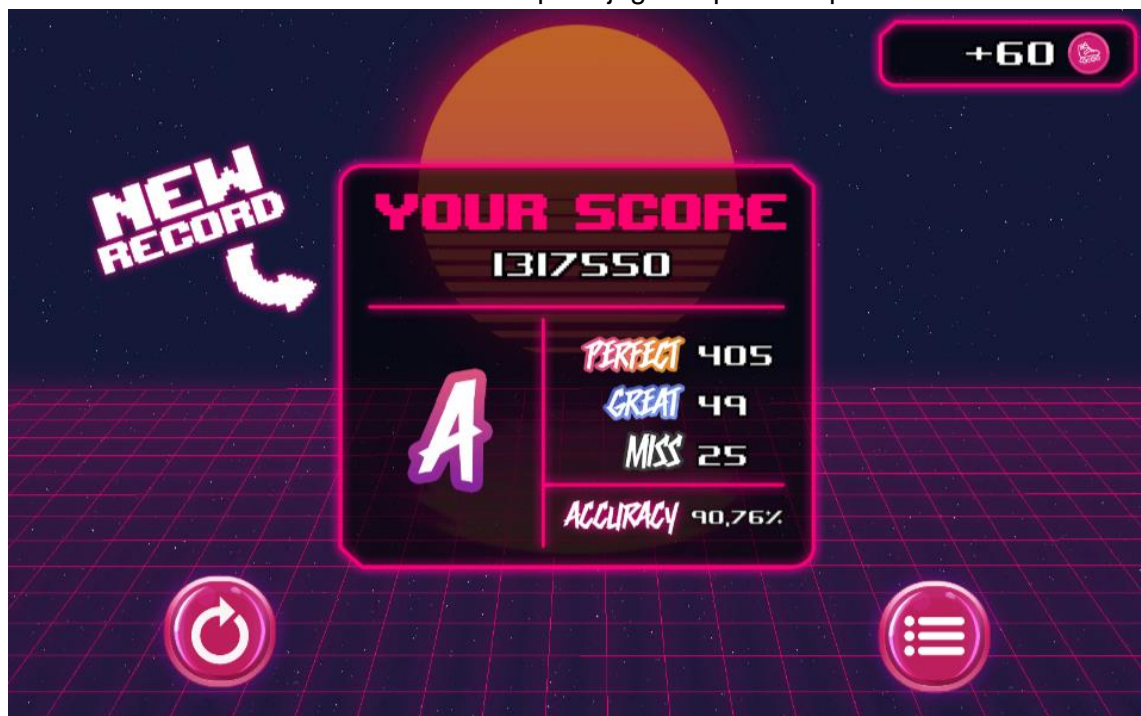 +60
NEW
RECORD
YOUR SCORE
1317550
A
PERFECT 405
GREAT 49
MISS 25
ACCURACY 90,76%